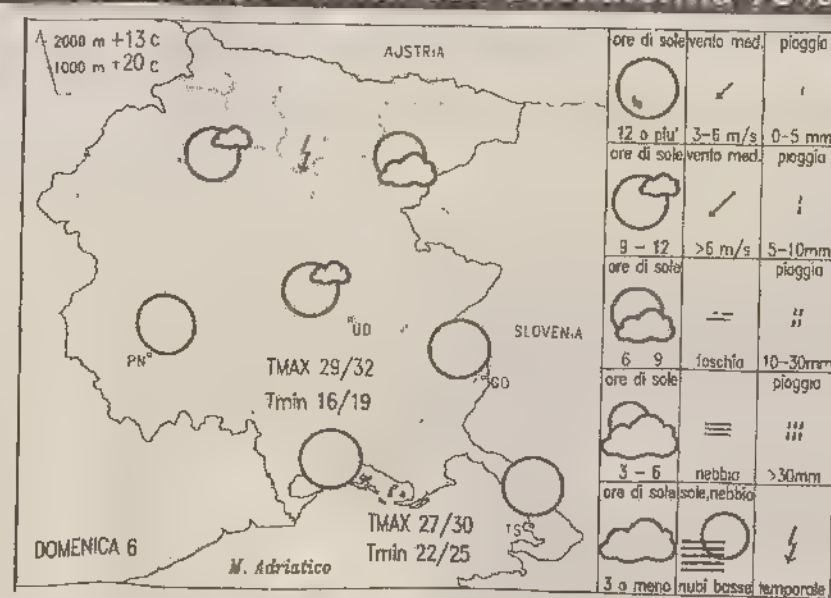 2000 m +13 c
1000 m +20 c
AUSTRIA
PN
UD
TMAX 29/32
Tmin 16/19
GO
SLOVENIA
TMAX 27/30
Tmin 22/25
TS
DOMENICA 6
M. Adriatico
ore di sole vento med. pioggia
12 o piu' 3-6 m/s 0-5 mm
ore di sole vento med. pioggia
9 - 12 >6 m/s 5-10mm
ore di sole pioggia
6 9 foschia 10-30mm
ore di sole pioggia
3 - 6 nebbia >30mm
ore di sole sole,nebbia
3 o meno nubi basse temporale